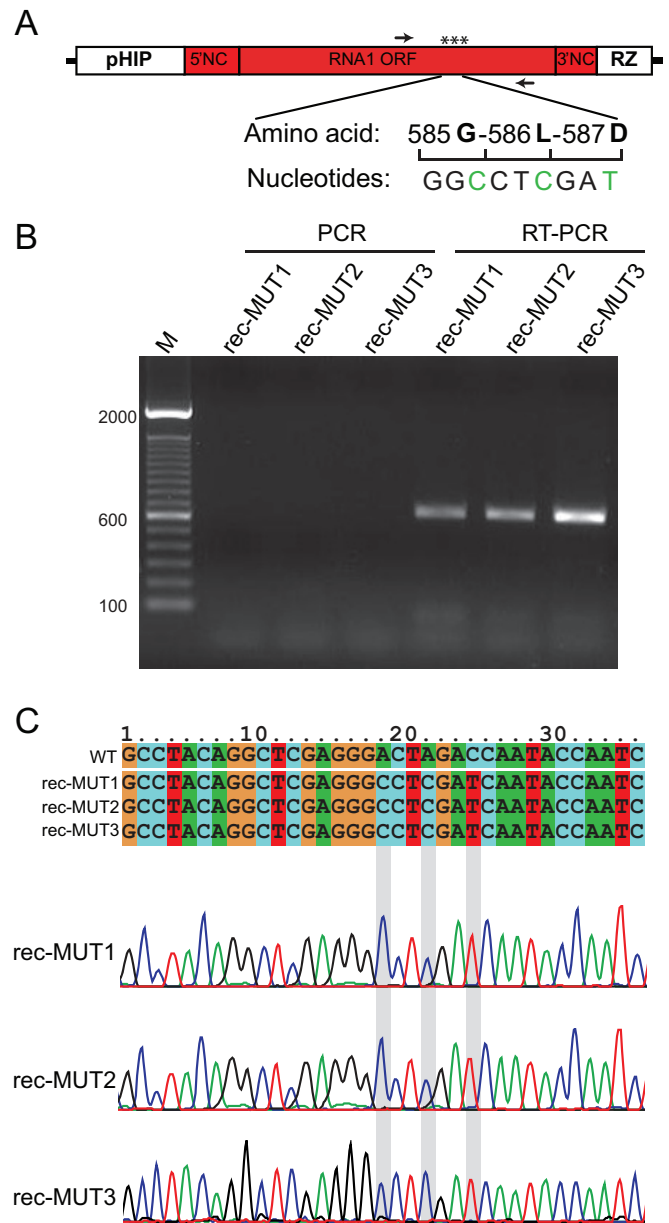 A
***
pHIP 5'NC RNA1 ORF 3'NC RZ
Amino acid: 585 G-586 L-587 D
Nucleotides: GGCCTCGAT
B
PCR RT-PCR
M rec-MUT1 rec-MUT2 rec-MUT3 rec-MUT1 rec-MUT2 rec-MUT3
2000
600
100
C
1........10.........20.........30......
WT GCCTACAGGCTCGAGGGACTAGACCAATACCAATC
rec-MUT1 GCCTACAGGCTCGAGGGCCTCGATCAATACCAATC
rec-MUT2 GCCTACAGGCTCGAGGGCCTCGATCAATACCAATC
rec-MUT3 GCCTACAGGCTCGAGGGCCTCGATCAATACCAATC
rec-MUT1
rec-MUT2
rec-MUT3